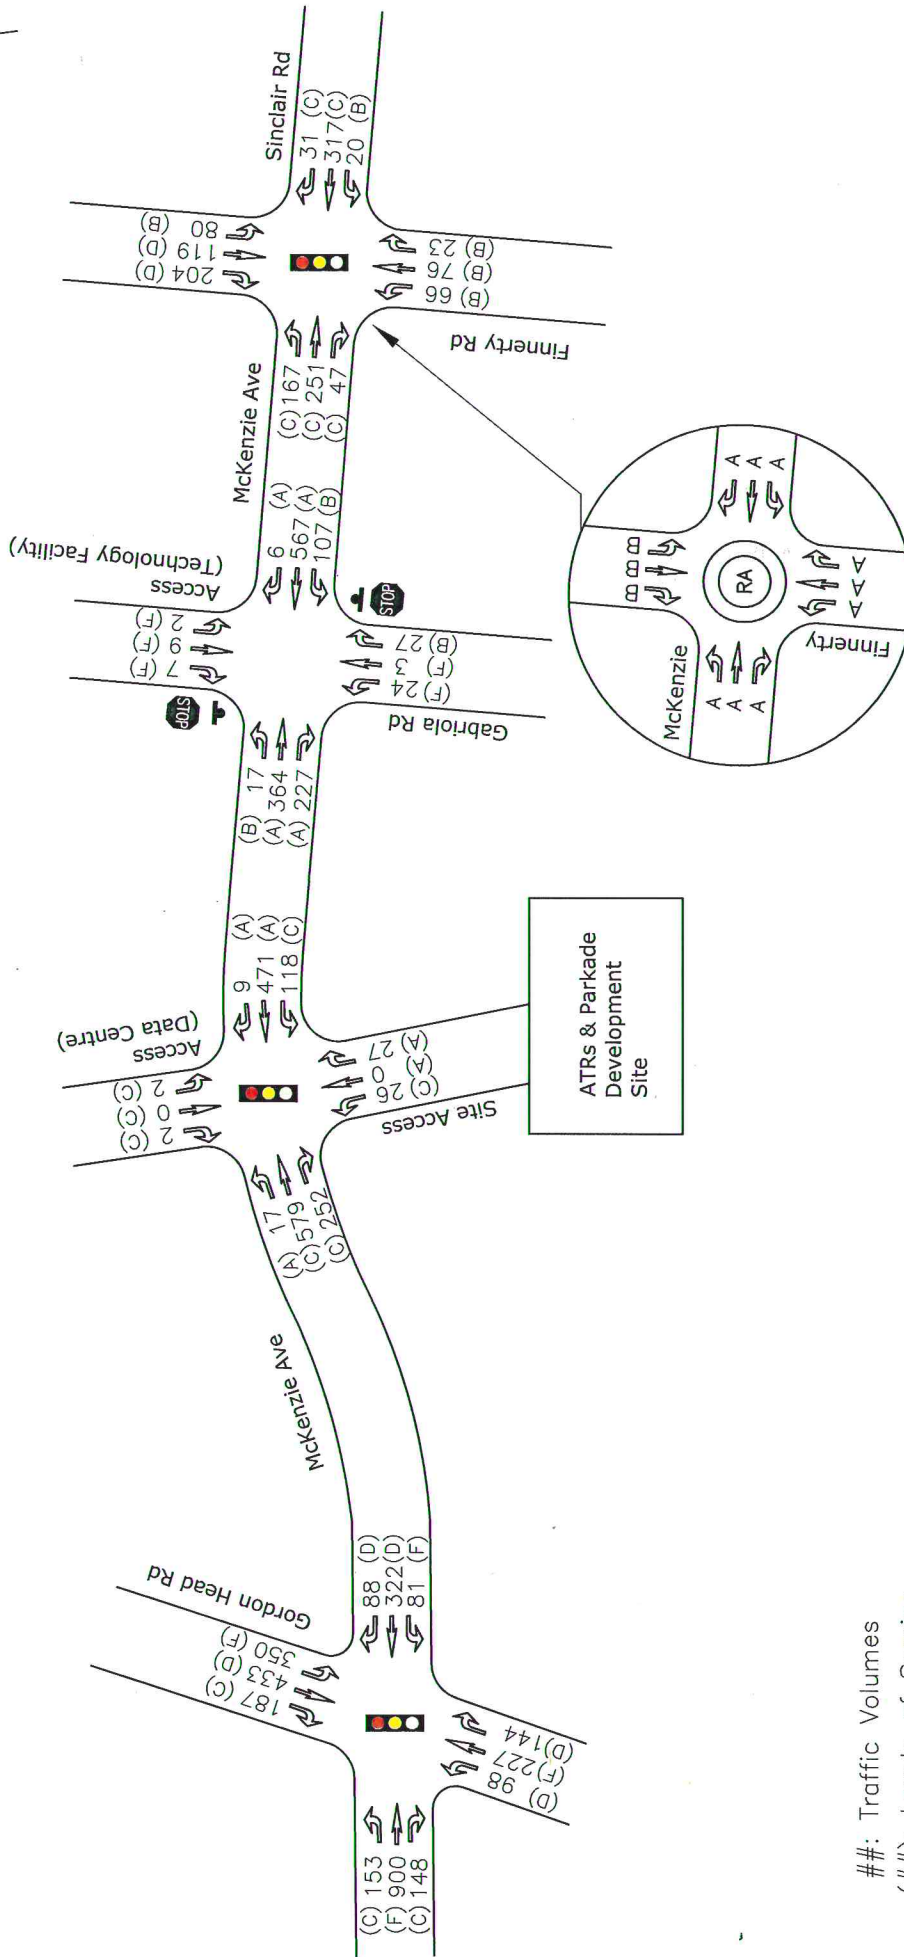 Sinclair Rd
31 (C)
317(C)
20 (B)
80 (B)
119 (D)
204 (D)
(B) 66
(B) 76
(B) 23
Finnerty Rd
McKenzie Ave
(C) 167
(C) 251
(C) 47
6 (A)
567 (A)
107 (B)
Access
(Technology Facility)
2 (F)
9 (F)
7 (F)
STOP
STOP
(F) 24
(F) 3
(B) 27
Gabriola Rd
(B) 17
(A) 364
(A) 227
McKenzie
B
B
B
A
A
A
A
A
A
A
A
A
RA
Finnerty
9 (A)
471 (A)
118 (C)
Access
(Data Centre)
2 (C)
0 (C)
2 (C)
(C) 26
(A) 0
(A) 27
Site Access
ATRs & Parkade
Development
Site
(A) 17
(C) 579
(C) 252
McKenzie Ave
88 (D)
322(D)
81 (F)
Gordon Head Rd
350 (F)
433 (D)
187 (C)
(D) 98
(F) 227
(D)144
(C) 153
(F) 900
(C) 148
##: Traffic Volumes